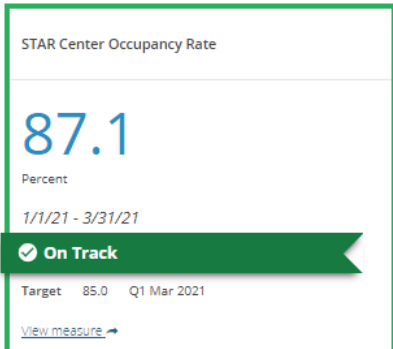 STAR Center Occupancy Rate
87.1
Percent
1/1/21 - 3/31/21
On Track
Target 85.0 Q1 Mar 2021
View measure